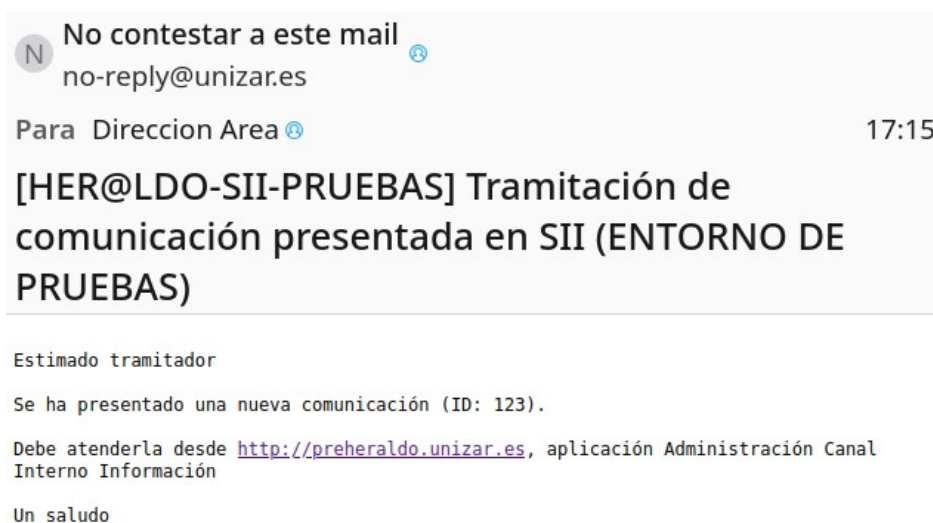 N
No contestar a este mail
no-reply@unizar.es
Para Direccion Area
17:15
[HER@LDO-SII-PRUEBAS] Tramitación de
comunicación presentada en SII (ENTORNO DE
PRUEBAS)
Estimado tramitador
Se ha presentado una nueva comunicación (ID: 123).
Debe atenderla desde http://preheraldo.unizar.es, aplicación Administración Canal
Interno Información
Un saludo